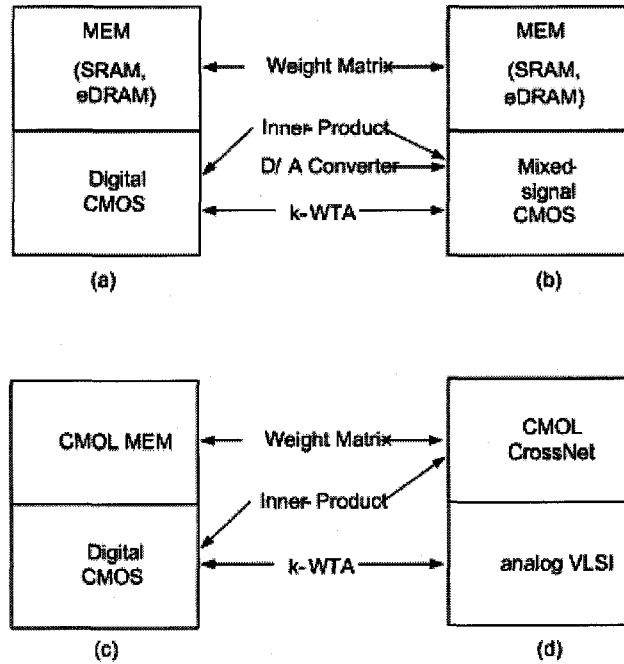 MEM
(SRAM,
eDRAM)
Digital
CMOS
(a)
Weight Matrix
Inner-Product
D/ A Converter
k-WTA
MEM
(SRAM,
eDRAM)
Mixed-
signal
CMOS
(b)
CMOL MEM
Digital
CMOS
(c)
Weight Matrix
Inner-Product
k-WTA
CMOL
CrossNet
analog VLSI
(d)